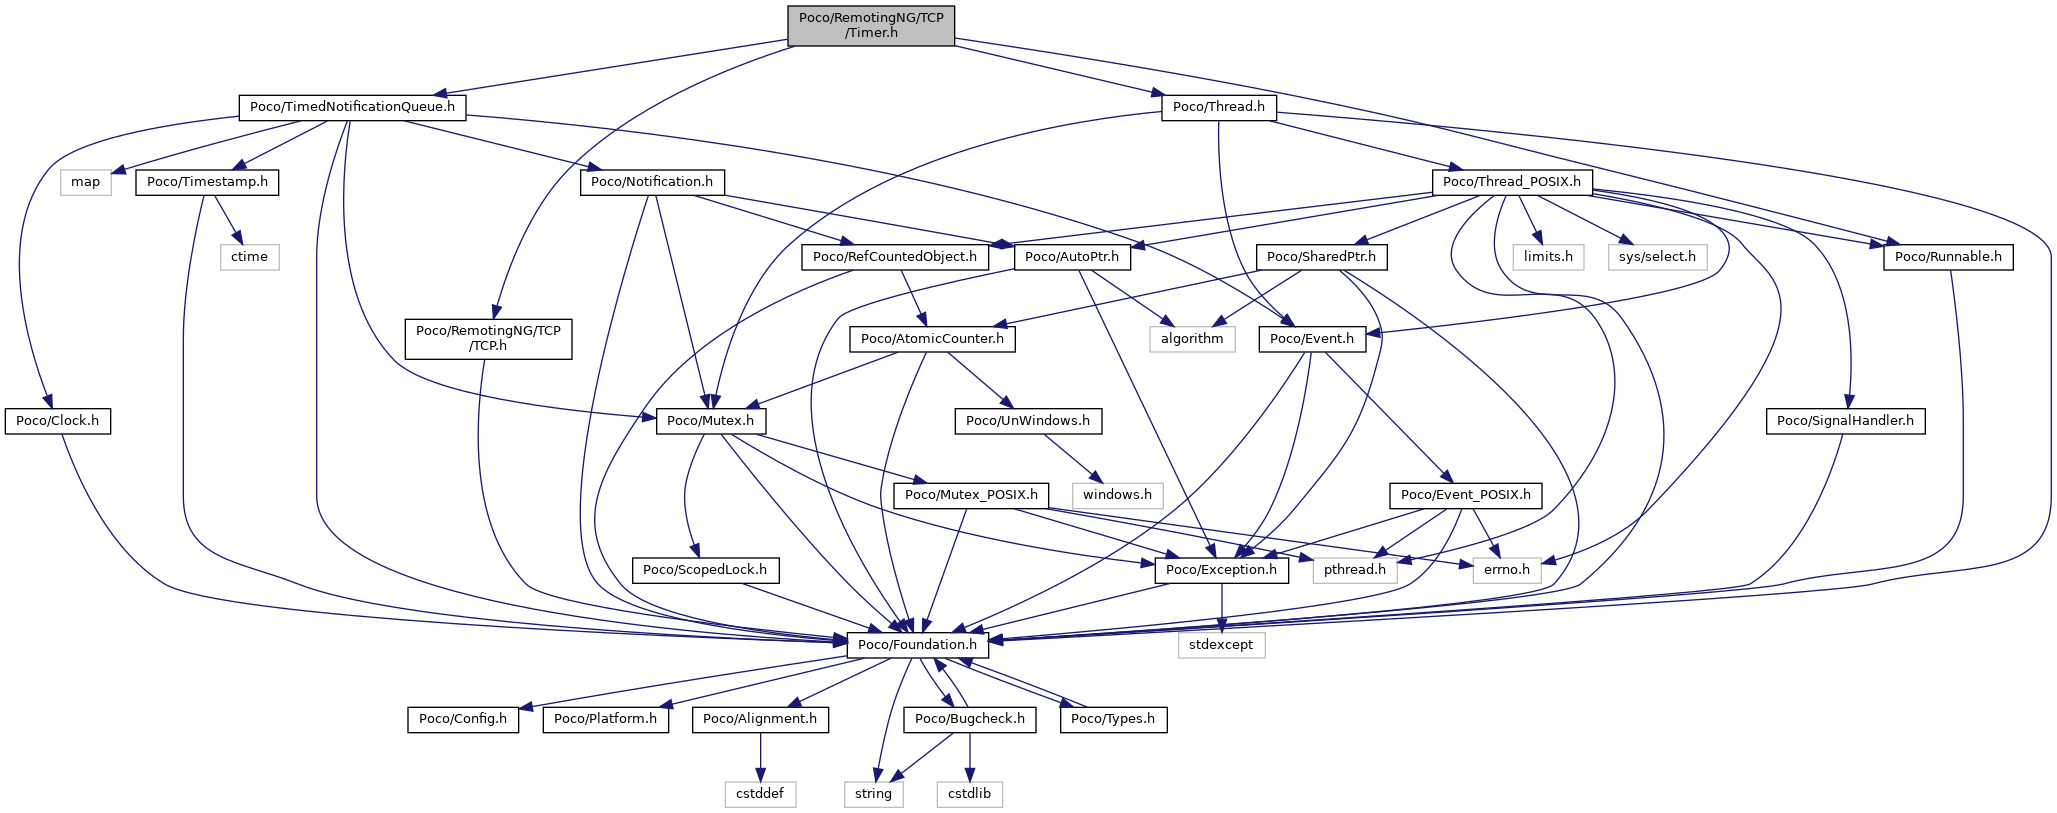 Poco/RemotingNG/TCP
/Timer.h
Poco/TimedNotificationQueue.h
Poco/Thread.h
map
Poco/Timestamp.h
Poco/Notification.h
Poco/Thread_POSIX.h
ctime
Poco/RefCountedObject.h
Poco/AutoPtr.h
Poco/SharedPtr.h
limits.h
sys/select.h
Poco/Runnable.h
Poco/RemotingNG/TCP
/TCP.h
Poco/AtomicCounter.h
algorithm
Poco/Event.h
Poco/Clock.h
Poco/Mutex.h
Poco/UnWindows.h
Poco/SignalHandler.h
Poco/Mutex_POSIX.h
windows.h
Poco/Event_POSIX.h
Poco/ScopedLock.h
Poco/Exception.h
pthread.h
errno.h
Poco/Foundation.h
stdexcept
Poco/Config.h
Poco/Platform.h
Poco/Alignment.h
Poco/Bugcheck.h
Poco/Types.h
cstddef
string
cstdlib